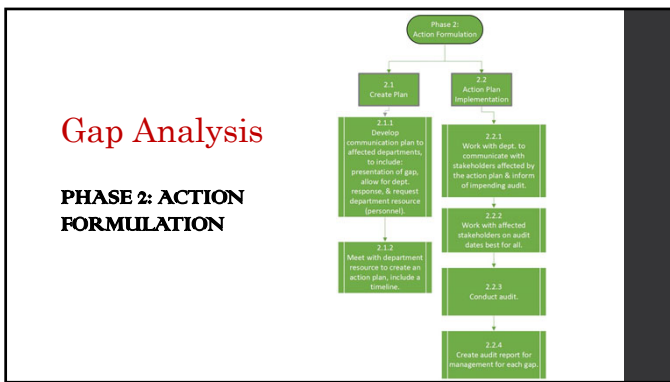 Gap Analysis
PHASE 2: ACTION
FORMULATION
Phase 2:
Action Formulation
2.1
Create Plan
2.1.1
Develop
communication plan to
affected departments,
to include:
presentation of gap,
allow for dept.
response, & request
department resource
(personnel).
2.1.2
Meet with department
resource to create an
action plan, include a
timeline.
2.2
Action Plan
Implementation
2.2.1
Work with dept. to
communicate with
stakeholders affected by
the action plan & inform
of impending audit.
2.2.2
Work with affected
stakeholders on audit
dates best for all.
2.2.3
Conduct audit.
2.2.4
Create audit report for
management for each gap.